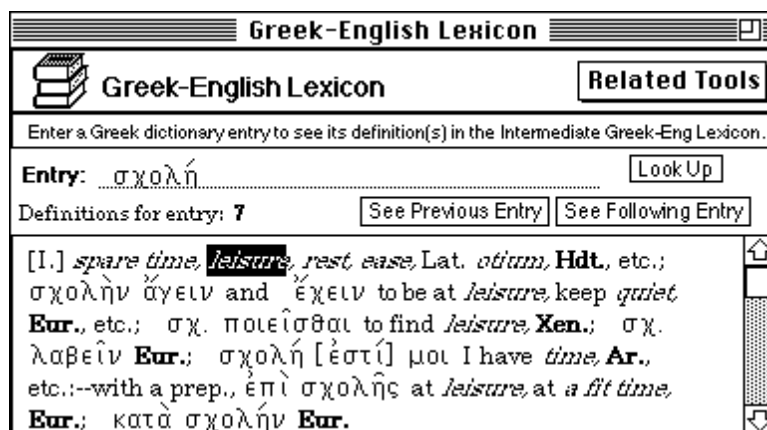 Greek-English Lexicon
Greek-English Lexicon
Related Tools
Enter a Greek dictionary entry to see its definition(s) in the Intermediate Greek-Eng Lexicon.
Entry: σχολή
Look Up
Definitions for entry: 7
See Previous Entry
See Following Entry
[I.] spare time, leisure, rest, ease, Lat. otium, Hdt., etc.;
σχολὴν ἄγειν and ἔχειν to be at leisure, keep quiet,
Eur., etc.; σχ. ποιεῖσθαι to find leisure, Xen.; σχ.
λαβεῖν Eur.; σχολή [ἐστί] μοι I have time, Ar.,
etc.:--with a prep., ἐπὶ σχολῆς at leisure, at a fit time,
Eur.; κατὰ σχολήν Eur.